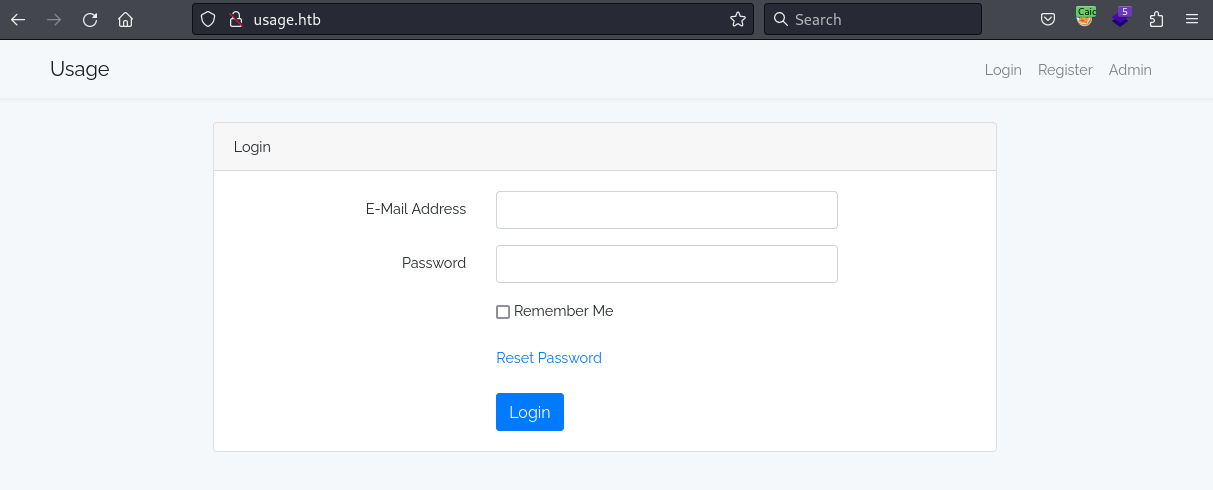 usage.htb
Search
Caid
5
Usage
Login Register Admin
Login
E-Mail Address
Password
Remember Me
Reset Password
Login